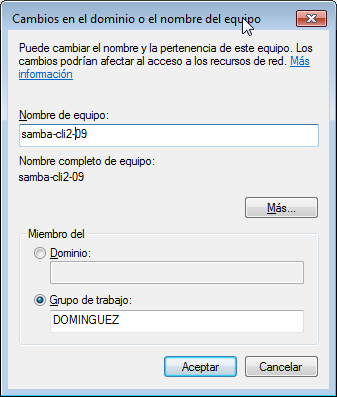 Cambios en el dominio o el nombre del equipo
Puede cambiar el nombre y la pertenencia de este equipo. Los
cambios podrían afectar al acceso a los recursos de red. Más
información
Nombre de equipo:
samba-cli2-09
Nombre completo de equipo:
samba-cli2-09
Más...
Miembro del
Dominio:
Grupo de trabajo:
DOMINGUEZ
Aceptar
Cancelar